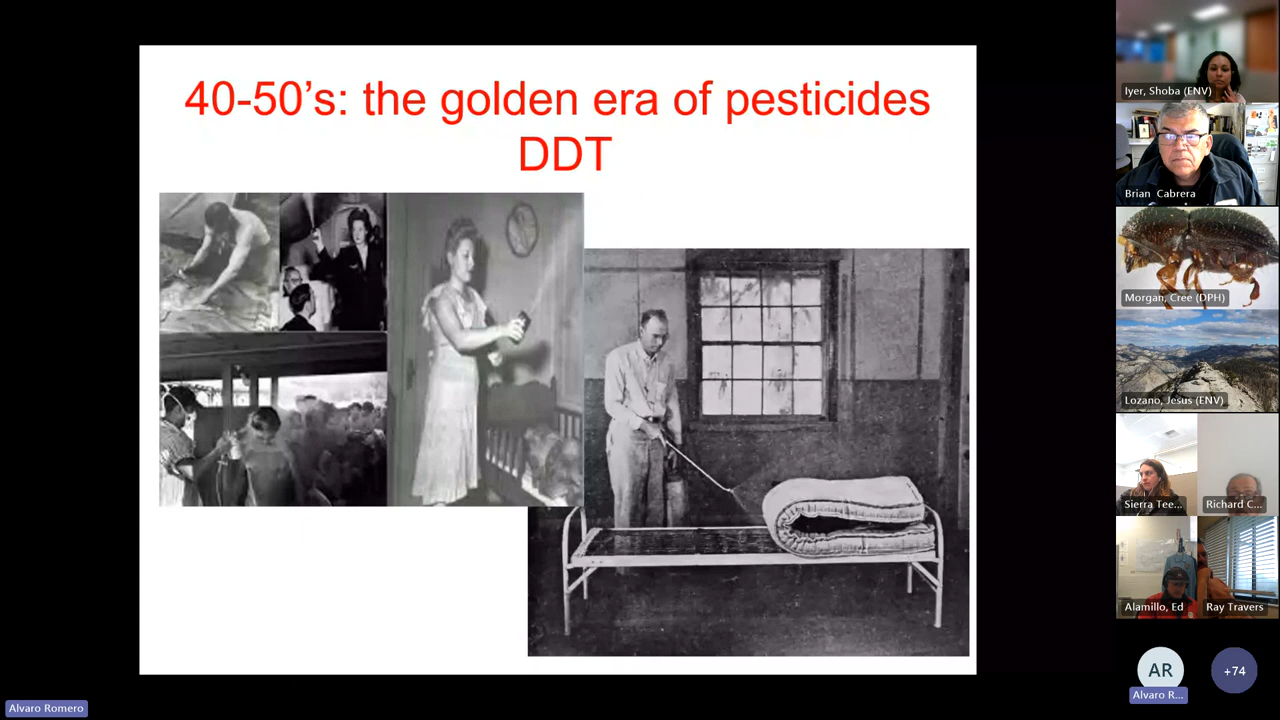 40-50's: the golden era of pesticides
DDT
Iyer, Shoba (ENV)
Brian Cabrera
Morgan, Cree (DPH)
Lozano, Jesus (ENV)
Sierra Tee...
Richard C...
Alamillo, Ed
Ray Travers
AR
+74
Alvaro R...
Alvaro Romero